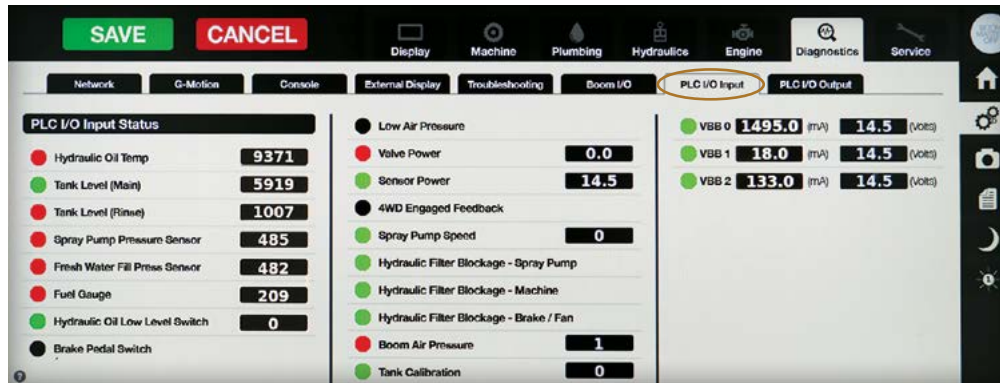 SAVE
CANCEL
Display
Machine
Plumbing
Hydraulics
Engine
Diagnostics
Service
Network
G-Motion
Console
External Display
Troubleshooting
Boom I/O
PLC I/O Input
PLC I/O Output
PLC I/O Input Status
Hydraulic Oil Temp 9371
Tank Level (Main) 5919
Tank Level (Rinse) 1007
Spray Pump Pressure Sensor 485
Fresh Water Fill Press Sensor 482
Fuel Gauge 209
Hydraulic Oil Low Level Switch 0
Brake Pedal Switch
Low Air Pressure
Valve Power 0.0
Sensor Power 14.5
4WD Engaged Feedback
Spray Pump Speed 0
Hydraulic Filter Blockage - Spray Pump
Hydraulic Filter Blockage - Machine
Hydraulic Filter Blockage - Brake / Fan
Boom Air Pressure 1
Tank Calibration 0
VBB 0 1495.0 (mA) 14.5 (Volts)
VBB 1 18.0 (mA) 14.5 (Volts)
VBB 2 133.0 (mA) 14.5 (Volts)
?